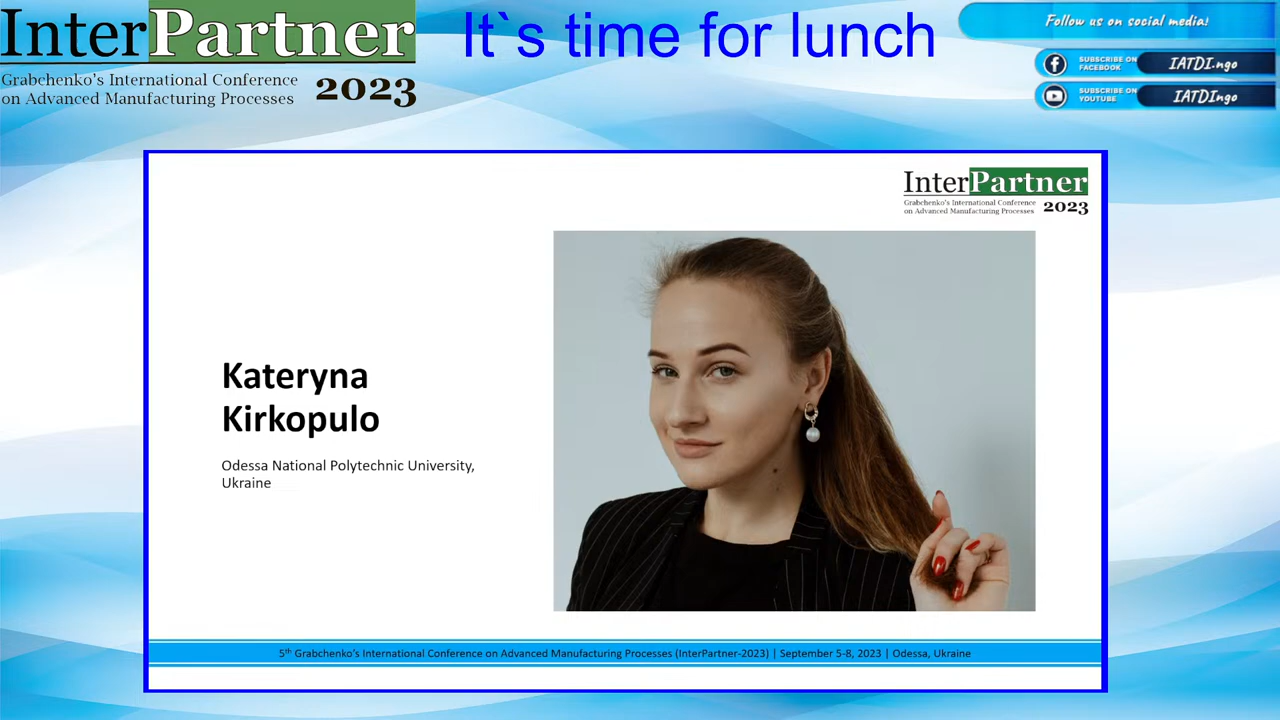 InterPartner
Grabchenko's International Conference
on Advanced Manufacturing Processes
2023
It`s time for lunch
Follow us on social media!
SUBSCRIBE ON
FACEBOOK
IATDI.ngo
SUBSCRIBE ON
YOUTUBE
IATDIngo
InterPartner
Grabchenko's International Conference
on Advanced Manufacturing Processes
2023
Kateryna
Kirkopulo
Odessa National Polytechnic University,
Ukraine
5th Grabchenko's International Conference on Advanced Manufacturing Processes (InterPartner-2023) | September 5-8, 2023 | Odessa, Ukraine